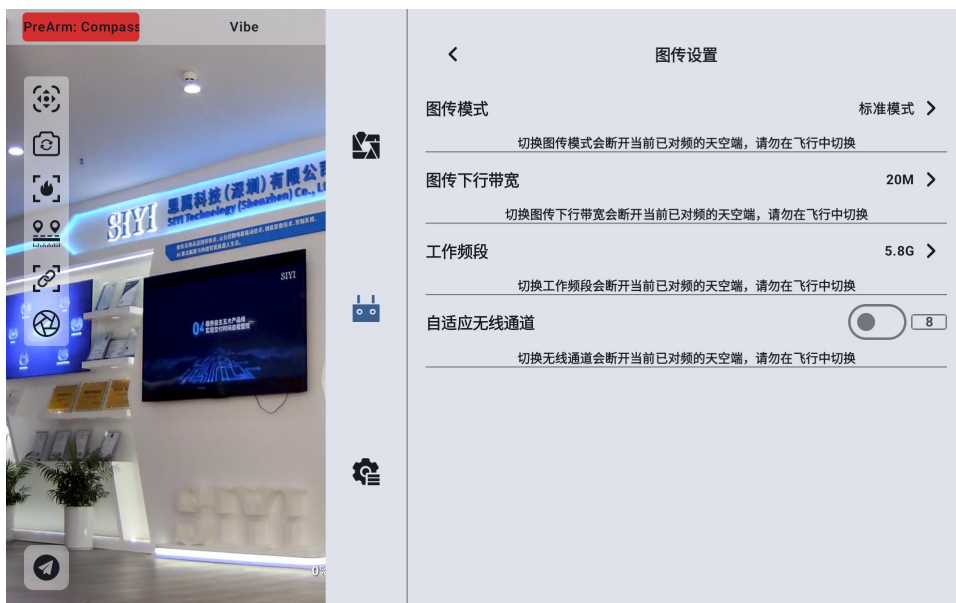 PreArm: Compass
Vibe
SIYI
思翼科技(深圳)有限公司
SIYI Technology (Shenzhen) Co., Lt
SIYI
04
SIYI
0%
图传设置
图传模式
标准模式
切换图传模式会断开当前已对频的天空端，请勿在飞行中切换
图传下行带宽
20M
切换图传下行带宽会断开当前已对频的天空端，请勿在飞行中切换
工作频段
5.8G
切换工作频段会断开当前已对频的天空端，请勿在飞行中切换
自适应无线通道
8
切换无线通道会断开当前已对频的天空端，请勿在飞行中切换